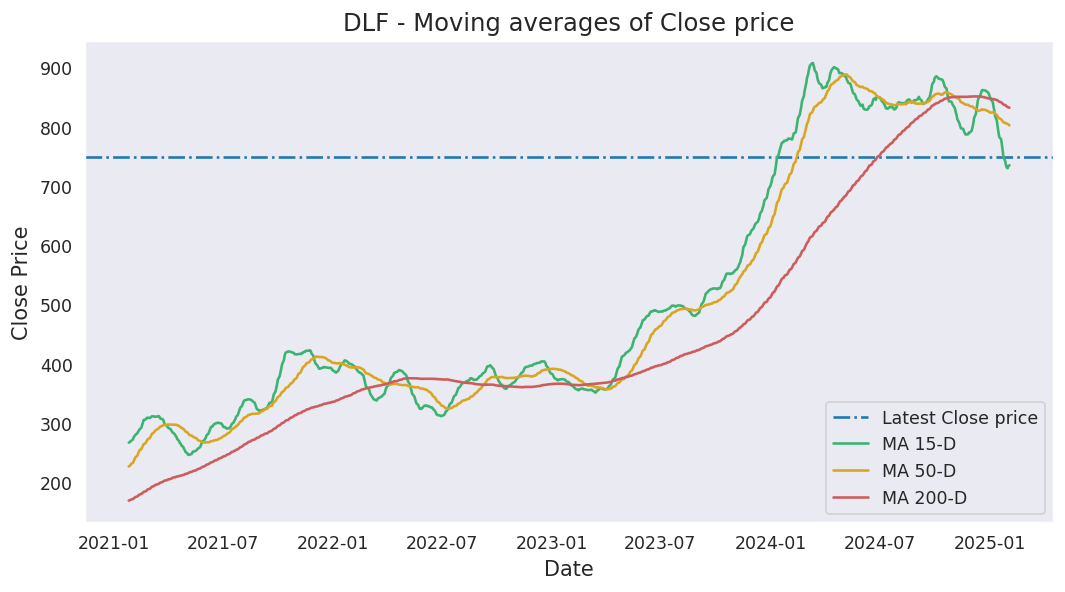 DLF - Moving averages of Close price
Close Price
900
800
700
600
500
400
300
200
Latest Close price
MA 15-D
MA 50-D
MA 200-D
2021-01 2021-07 2022-01 2022-07 2023-01 2023-07 2024-01 2024-07 2025-01
Date